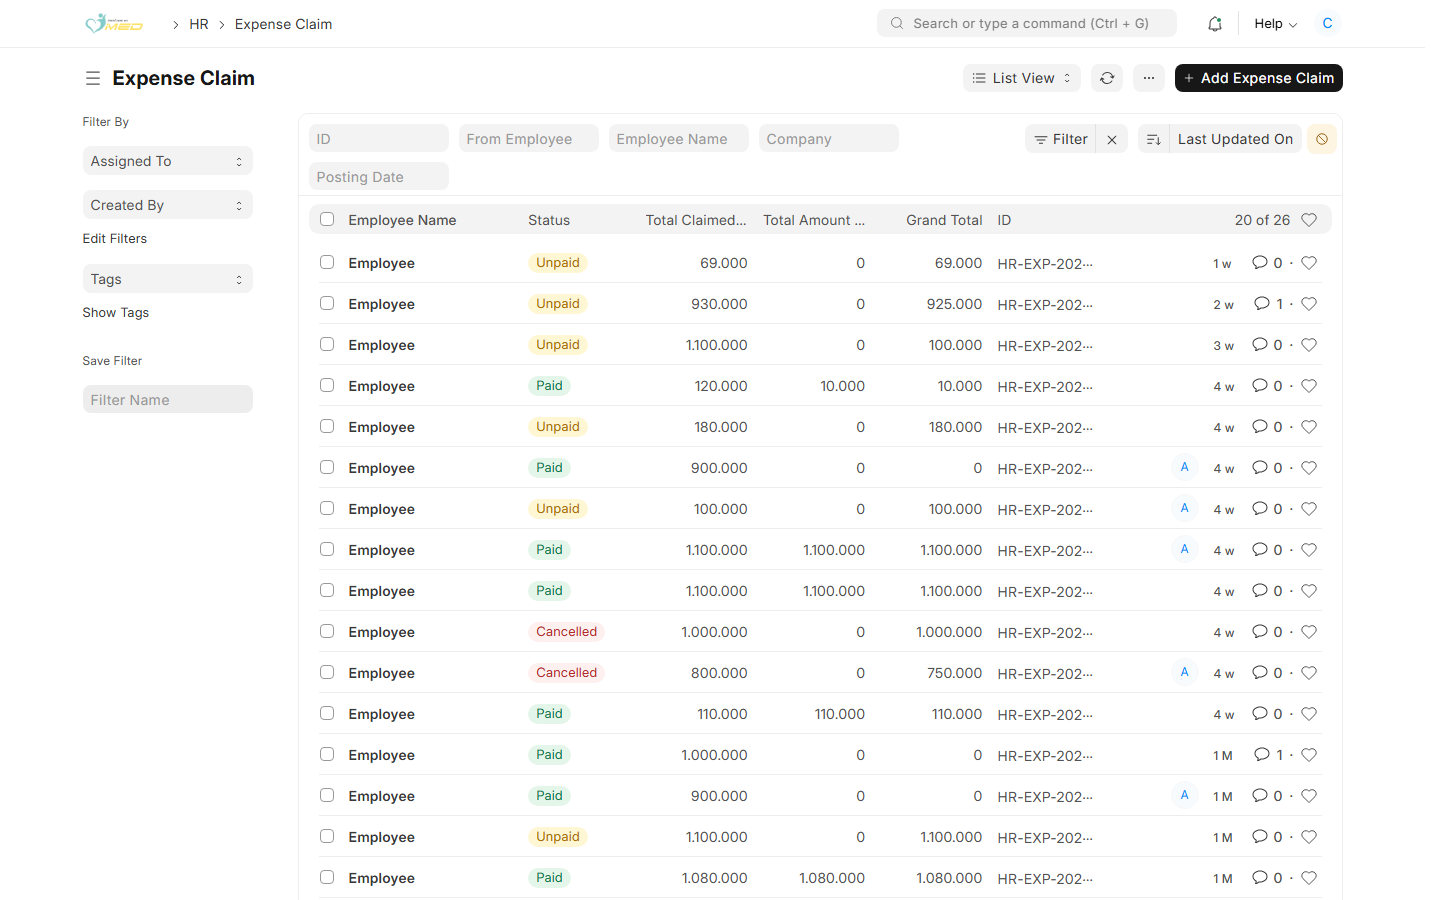 MED
HR
Expense Claim
Search or type a command (Ctrl + G)
Help
C
Expense Claim
List View
Add Expense Claim
Filter By
Assigned To
Created By
Edit Filters
Tags
Show Tags
Save Filter
Filter Name
ID
From Employee
Employee Name
Company
Filter
Last Updated On
Posting Date
Employee Name Status Total Claimed... Total Amount ... Grand Total ID 20 of 26
Employee Unpaid 69.000 0 69.000 HR-EXP-202... 1 w 0 ·
Employee Unpaid 930.000 0 925.000 HR-EXP-202... 2 w 1 ·
Employee Unpaid 1.100.000 0 100.000 HR-EXP-202... 3 w 0 ·
Employee Paid 120.000 10.000 10.000 HR-EXP-202... 4 w 0 ·
Employee Unpaid 180.000 0 180.000 HR-EXP-202... 4 w 0 ·
Employee Paid 900.000 0 0 HR-EXP-202... A 4 w 0 ·
Employee Unpaid 100.000 0 100.000 HR-EXP-202... A 4 w 0 ·
Employee Paid 1.100.000 1.100.000 1.100.000 HR-EXP-202... A 4 w 0 ·
Employee Paid 1.100.000 1.100.000 1.100.000 HR-EXP-202... 4 w 0 ·
Employee Cancelled 1.000.000 0 1.000.000 HR-EXP-202... 4 w 0 ·
Employee Cancelled 800.000 0 750.000 HR-EXP-202... A 4 w 0 ·
Employee Paid 110.000 110.000 110.000 HR-EXP-202... 4 w 0 ·
Employee Paid 1.000.000 0 0 HR-EXP-202... 1 M 1 ·
Employee Paid 900.000 0 0 HR-EXP-202... A 1 M 0 ·
Employee Unpaid 1.100.000 0 1.100.000 HR-EXP-202... 1 M 0 ·
Employee Paid 1.080.000 1.080.000 1.080.000 HR-EXP-202... 1 M 0 ·